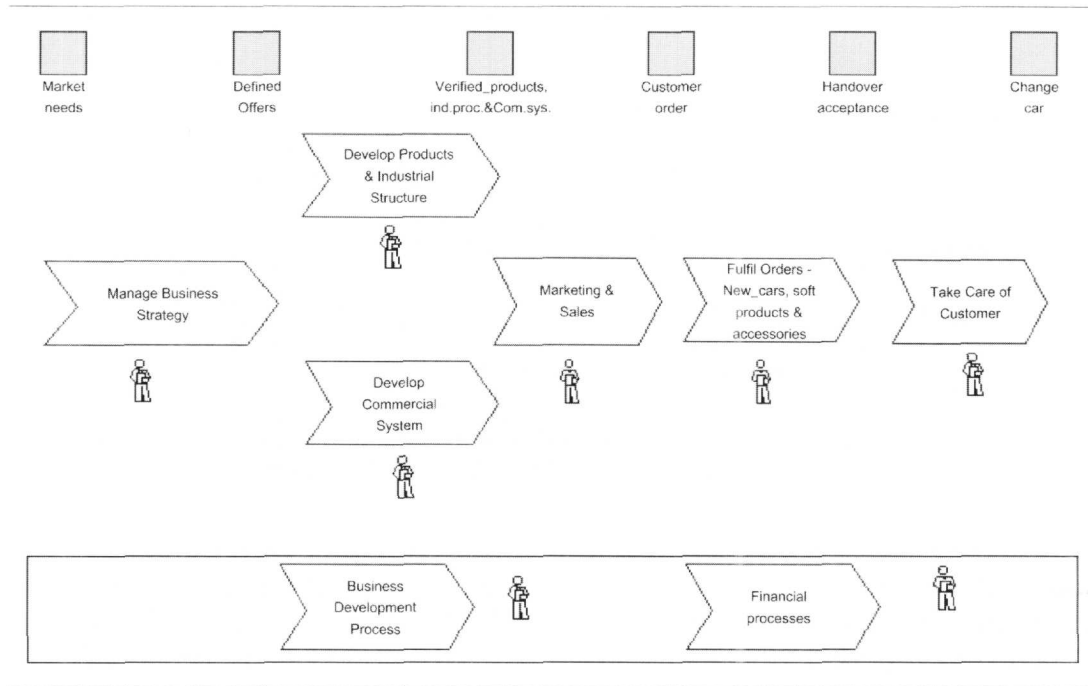 Market
needs
Defined
Offers
Verified_products,
ind.proc.&Com.sys.
Customer
order
Handover
acceptance
Change
car
Develop Products
& Industrial
Structure
Manage Business
Strategy
Marketing &
Sales
Fulfil Orders -
New_cars, soft
products &
accessories
Take Care of
Customer
Develop
Commercial
System
Business
Development
Process
Financial
processes